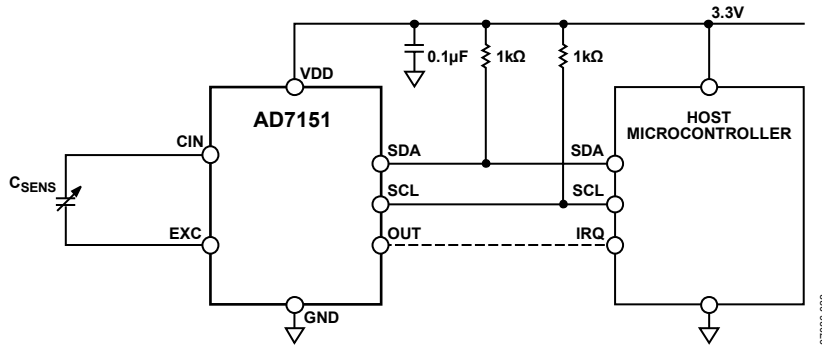 3.3V
0.1µF
1kΩ
1kΩ
VDD
AD7151
HOST
MICROCONTROLLER
CIN
SDA
SDA
CSENS
SCL
SCL
EXC
OUT
IRQ
GND